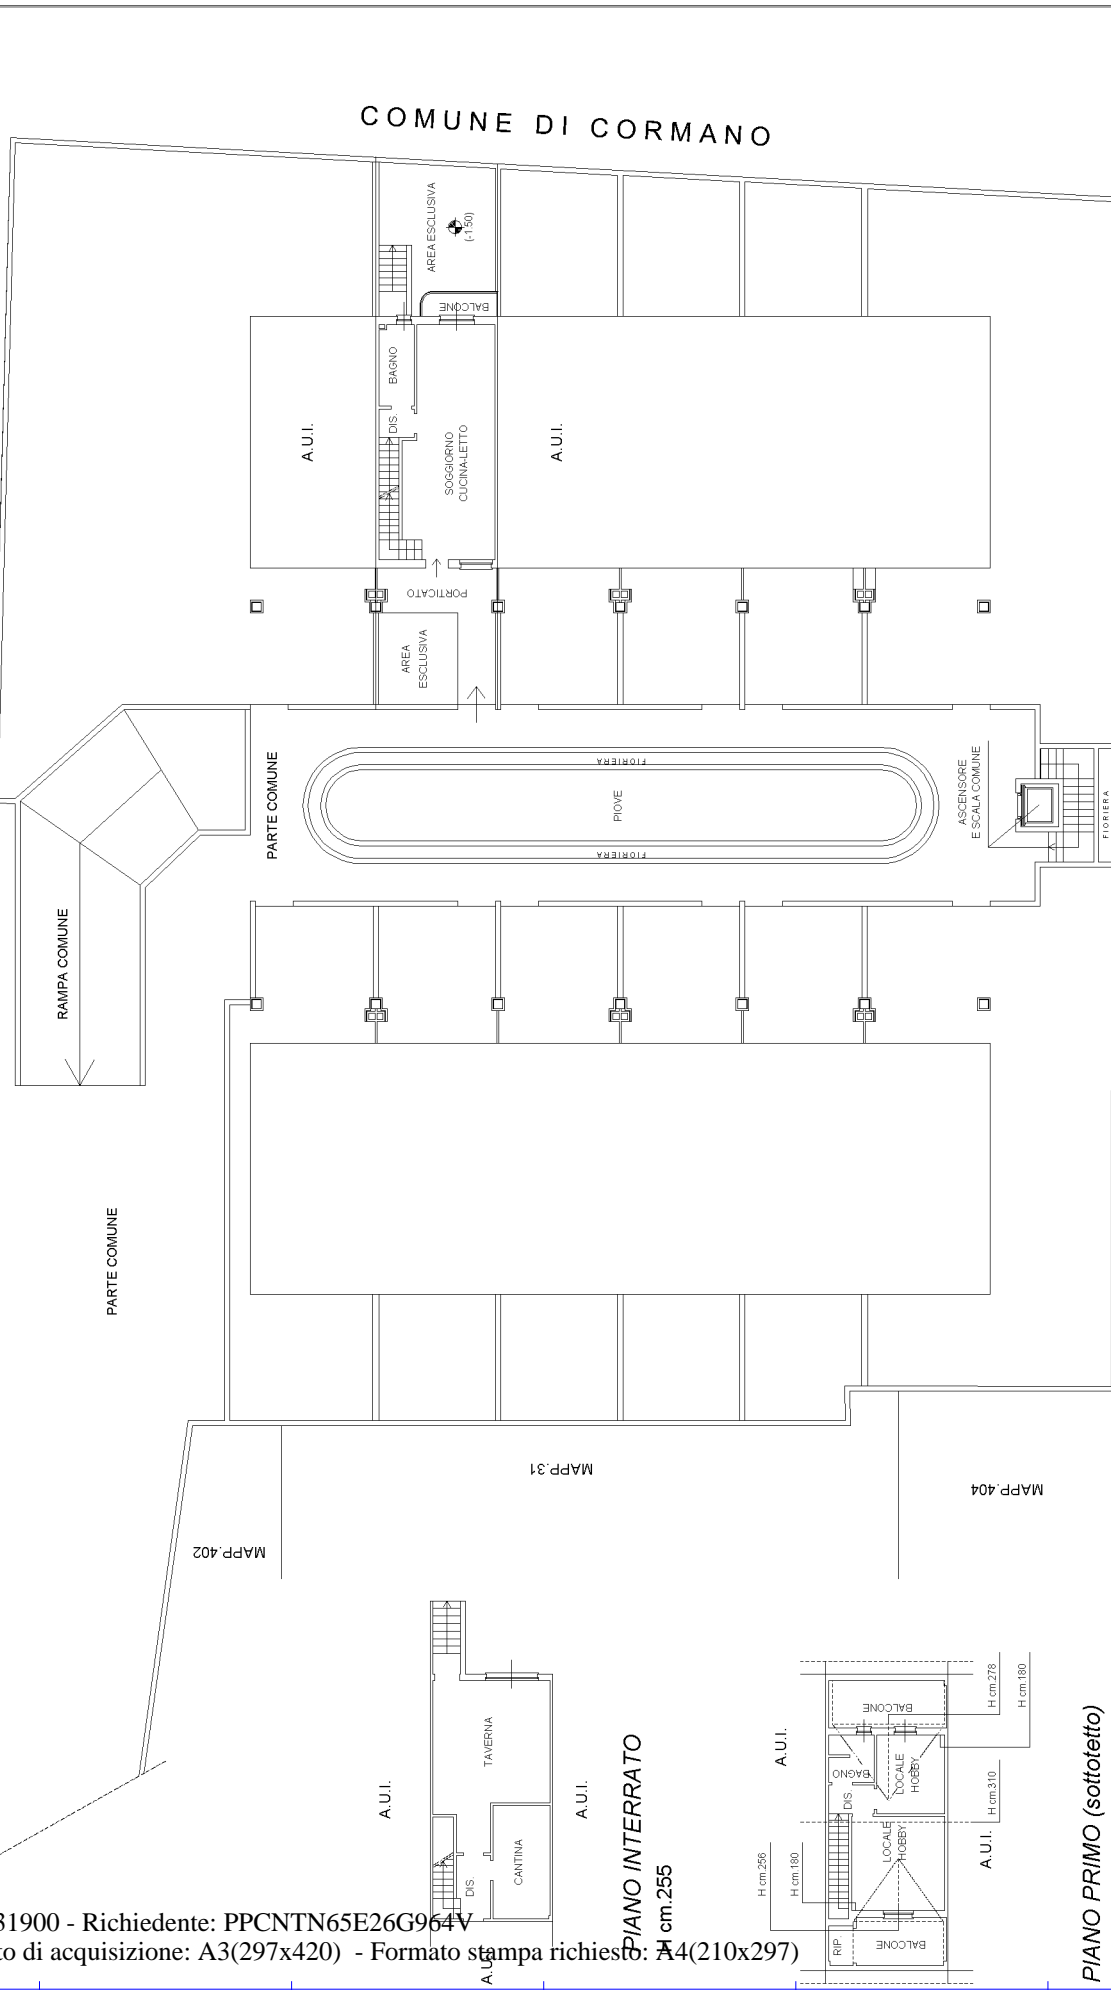 COMUNE DI CORMANO
AREA ESCLUSIVA
(-1.50)
BALCONE
BAGNO
DIS.
A.U.I.
SOGGIORNO
CUCINA-LETTO
A.U.I.
PORTICATO
AREA
ESCLUSIVA
PARTE COMUNE
FIORIERA
PIOVE
FIORIERA
ASCENSORE
E SCALA COMUNE
FIORIERA
RAMPA COMUNE
PARTE COMUNE
MAPP.31
MAPP.404
MAPP.402
TAVERNA
A.U.I.
A.U.I.
CANTINA
DIS.
A.U.I.
PIANO INTERRATO
H cm.255
A.U.I.
BALCONE
H cm.278
H cm.180
BAGNO
LOCALE
HOBBY
DIS.
H cm.310
LOCALE
HOBBY
A.U.I.
H cm.256
H cm.180
RIP.
BALCONE
PIANO PRIMO (sottotetto)
31900 - Richiedente: PPCNTN65E26G964V
to di acquisizione: A3(297x420) - Formato stampa richiesto: A4(210x297)